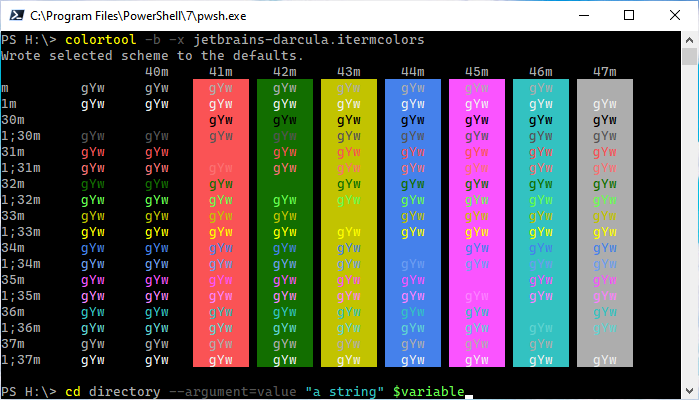 C:\Program Files\PowerShell\7\pwsh.exe
PS H:\> colortool -b -x jetbrains-darcula.itermcolors
Wrote selected scheme to the defaults.
40m 41m 42m 43m 44m 45m 46m 47m
m gYw gYw gYw gYw gYw gYw gYw gYw gYw
1m gYw gYw gYw gYw gYw gYw gYw gYw gYw
30m gYw gYw gYw gYw gYw gYw gYw
1;30m gYw gYw gYw gYw gYw gYw gYw gYw gYw
31m gYw gYw gYw gYw gYw gYw gYw gYw
1;31m gYw gYw gYw gYw gYw gYw gYw gYw gYw
32m gYw gYw gYw gYw gYw gYw gYw gYw
1;32m gYw gYw gYw gYw gYw gYw gYw gYw gYw
33m gYw gYw gYw gYw gYw gYw gYw gYw
1;33m gYw gYw gYw gYw gYw gYw gYw gYw gYw
34m gYw gYw gYw gYw gYw gYw gYw gYw
1;34m gYw gYw gYw gYw gYw gYw gYw gYw gYw
35m gYw gYw gYw gYw gYw gYw gYw gYw
1;35m gYw gYw gYw gYw gYw gYw gYw gYw gYw
36m gYw gYw gYw gYw gYw gYw gYw gYw
1;36m gYw gYw gYw gYw gYw gYw gYw gYw gYw
37m gYw gYw gYw gYw gYw gYw gYw gYw
1;37m gYw gYw gYw gYw gYw gYw gYw gYw gYw
PS H:\> cd directory --argument=value "a string" $variable